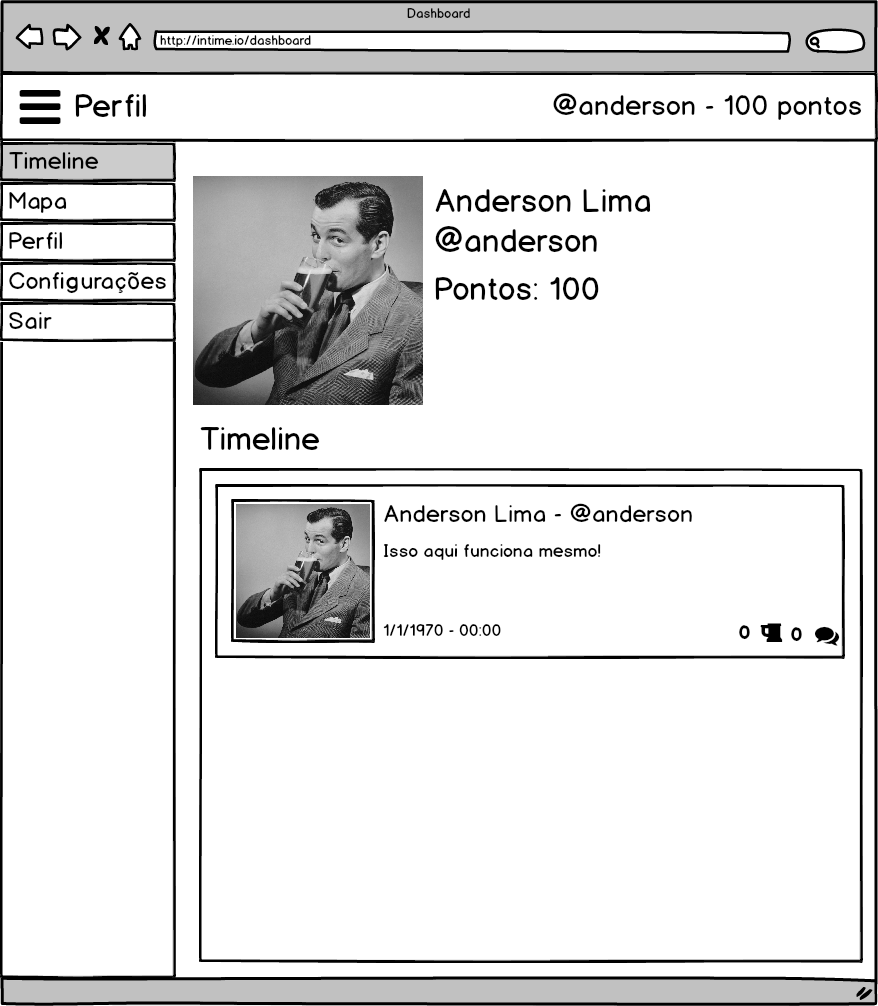 Dashboard
http://intime.io/dashboard
Perfil
@anderson - 100 pontos
Timeline
Mapa
Perfil
Configurações
Sair
Anderson Lima
@anderson
Pontos: 100
Timeline
Anderson Lima - @anderson
Isso aqui funciona mesmo!
1/1/1970 - 00:00
0 0